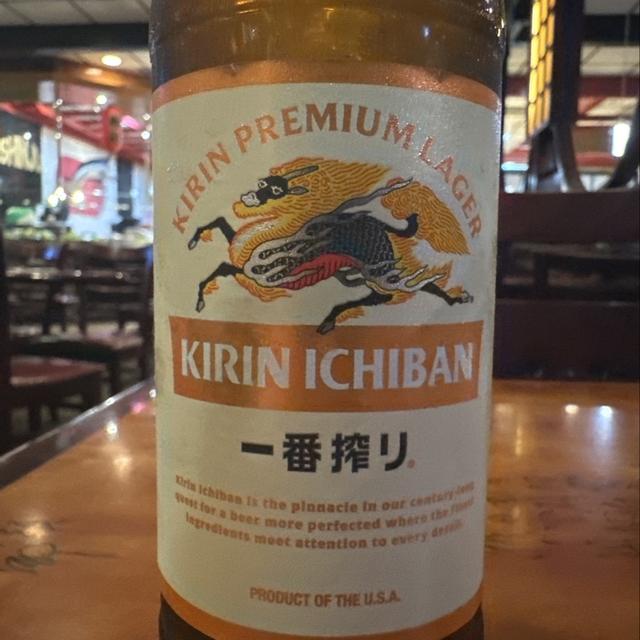 KIRIN PREMIUM LAGER
KIRIN ICHIBAN
一番搾り
Kirin Ichiban is the pinnacle in our century-long
quest for a beer more perfected where the finest
ingredients meet attention to every detail.
PRODUCT OF THE U.S.A.